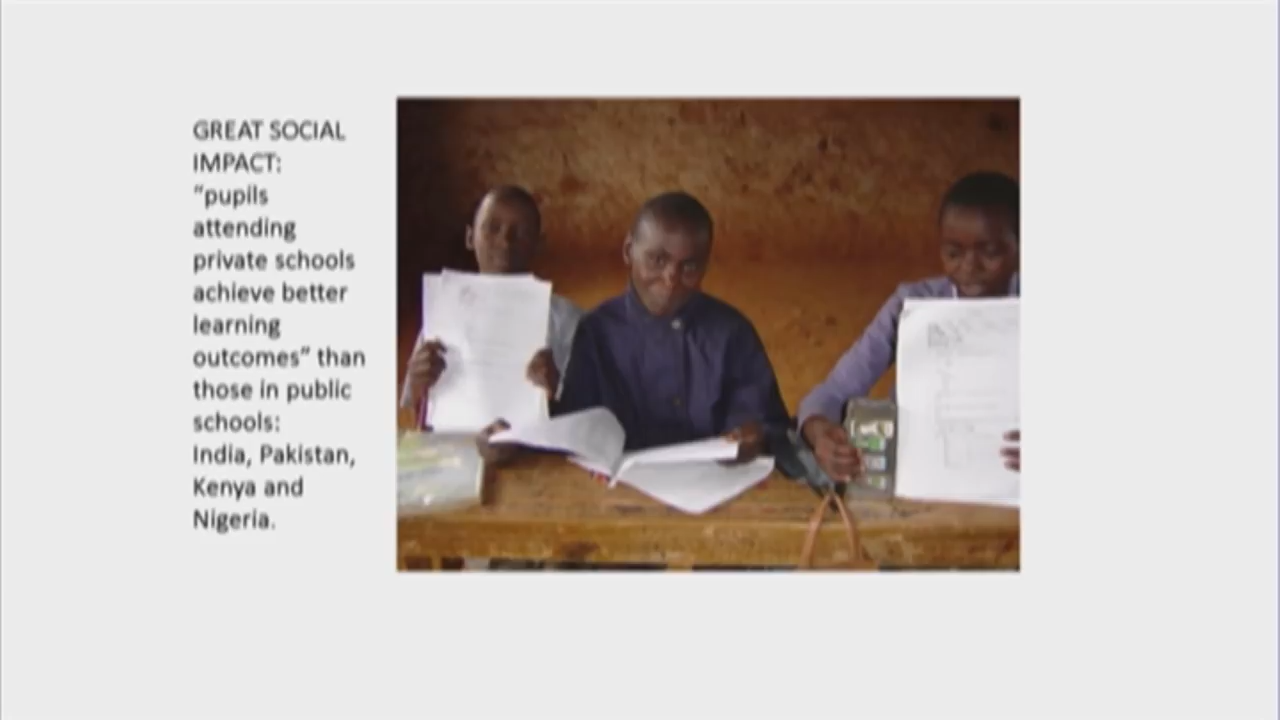 GREAT SOCIAL
IMPACT:
“pupils
attending
private schools
achieve better
learning
outcomes” than
those in public
schools:
India, Pakistan,
Kenya and
Nigeria.